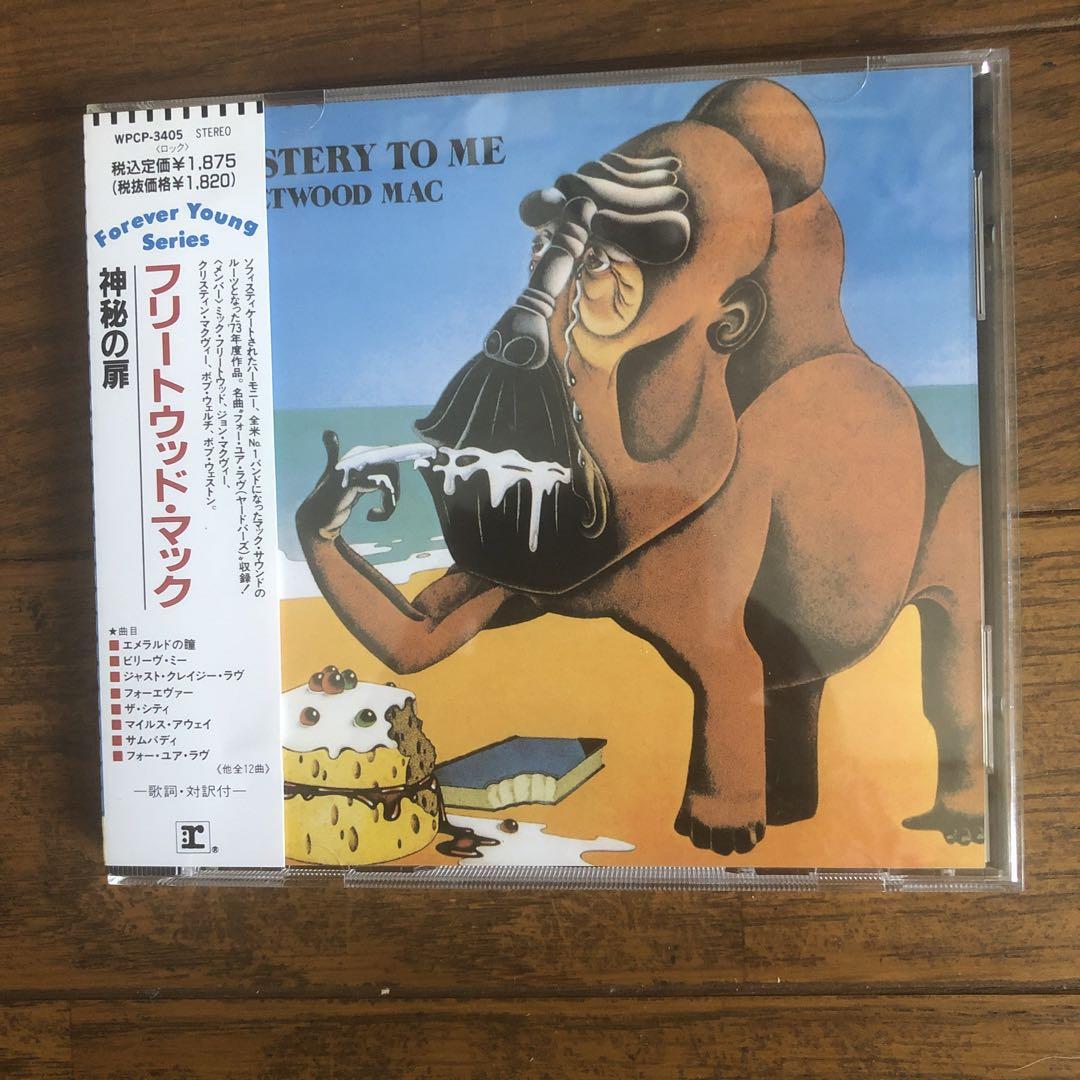 WPCP-3405 STEREO
〈ロック〉
税込定価¥1,875
(税抜価格¥1,820)
Forever Young
Series
フリートウッド・マック
神秘の扉
ソフィスティケートされたハーモニー、全米No.1バンドになったマック・サウンドの
ルーツとなった'73年度作品。名曲“フォー・ユア・ラヴ(ヤードバーズ)”収録!
〈メンバー〉ミック・フリートウッド、ジョン・マクヴィー、
クリスティン・マクヴィー、ボブ・ウェルチ、ボブ・ウェストン。
★曲目
■エメラルドの瞳
■ビリーヴ・ミー
■ジャスト・クレイジー・ラヴ
■フォーエヴァー
■ザ・シティ
■マイルス・アウェイ
■サムバディ
■フォー・ユア・ラヴ
〈他全12曲〉
—歌詞・対訳付—
r®
STERY TO ME
TWOOD MAC